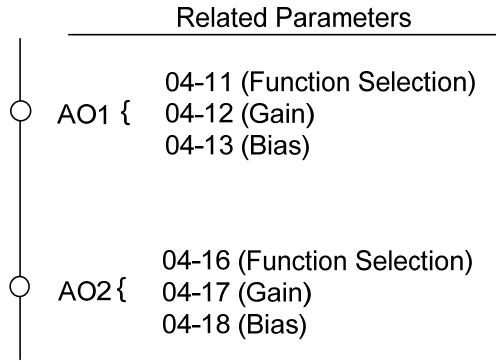 Related Parameters
04-11 (Function Selection)
AO1 { 04-12 (Gain)
04-13 (Bias)
04-16 (Function Selection)
AO2 { 04-17 (Gain)
04-18 (Bias)